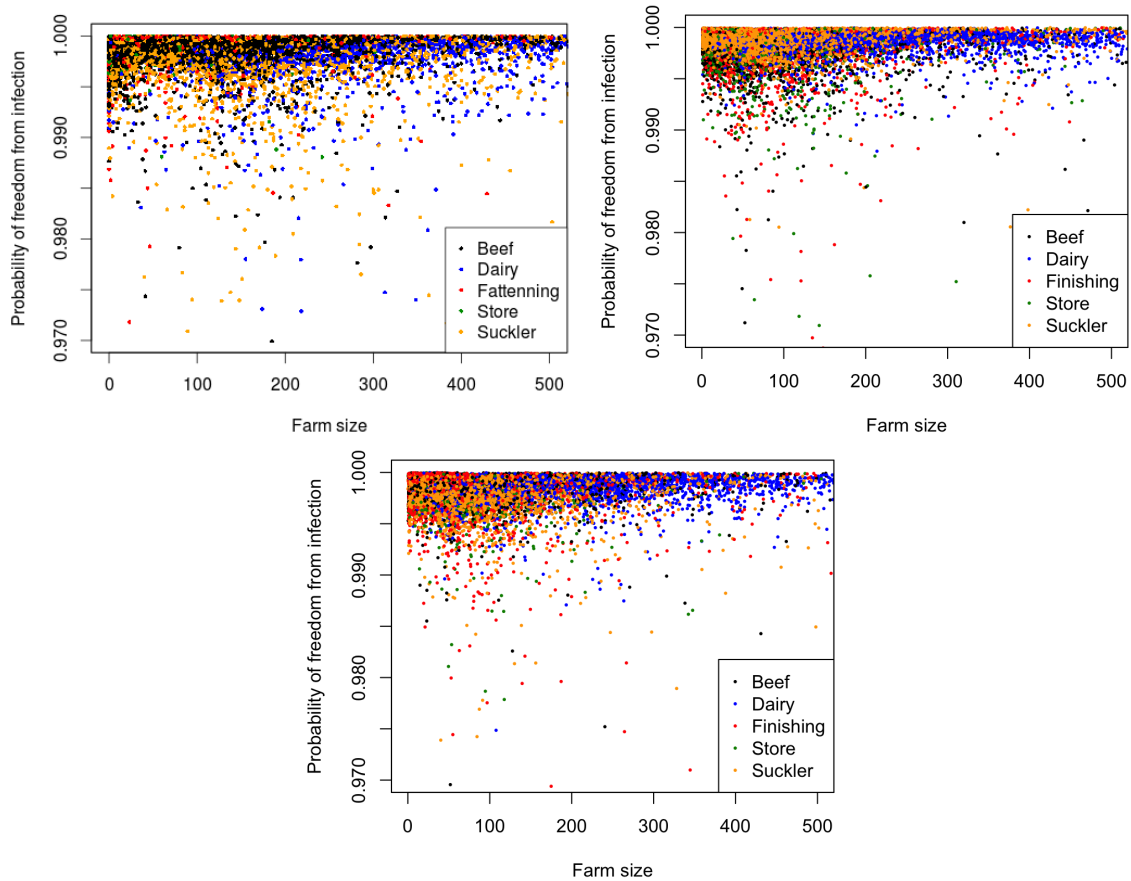 Probability of freedom from infection
1.000
0.990
0.980
0.970
Beef
Dairy
Fattenning
Store
Suckler
0 100 200 300 400 500
Farm size
Probability of freedom from infection
1.000
0.990
0.980
0.970
Beef
Dairy
Finishing
Store
Suckler
0 100 200 300 400 500
Farm size
Probability of freedom from infection
1.000
0.990
0.980
0.970
Beef
Dairy
Finishing
Store
Suckler
0 100 200 300 400 500
Farm size